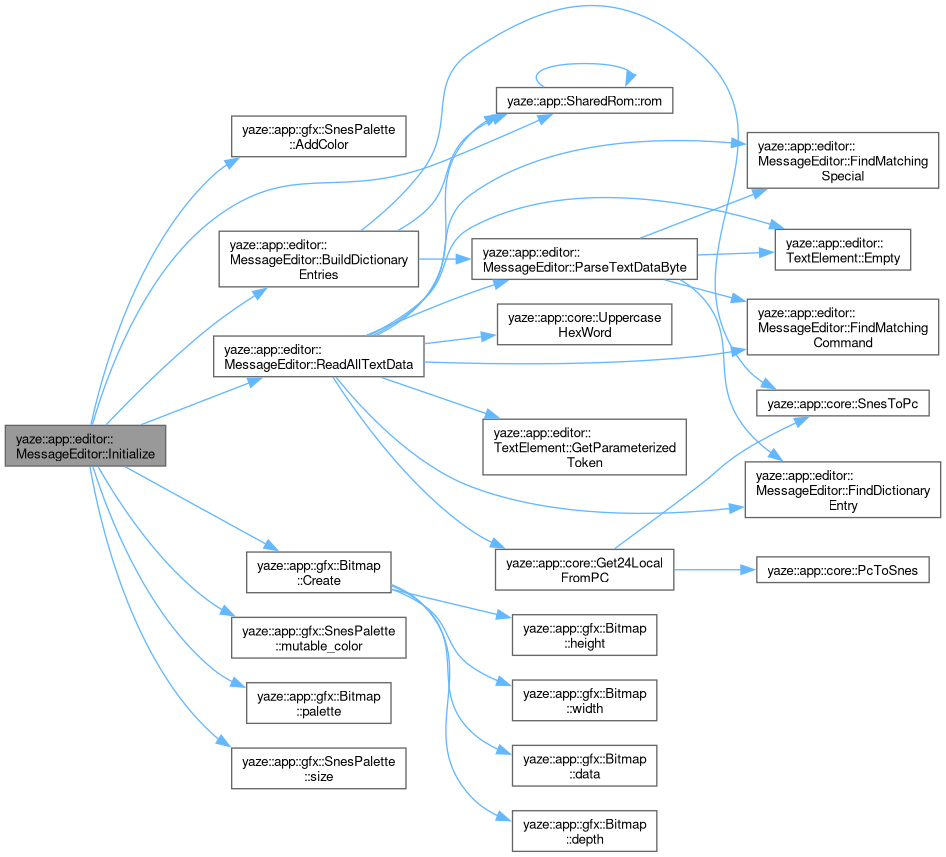 yaze::app::editor::
MessageEditor::Initialize
yaze::app::gfx::SnesPalette
::AddColor
yaze::app::editor::
MessageEditor::BuildDictionary
Entries
yaze::app::editor::
MessageEditor::ReadAllTextData
yaze::app::gfx::Bitmap
::Create
yaze::app::gfx::SnesPalette
::mutable_color
yaze::app::gfx::Bitmap
::palette
yaze::app::gfx::SnesPalette
::size
yaze::app::SharedRom::rom
yaze::app::editor::
MessageEditor::ParseTextDataByte
yaze::app::core::Uppercase
HexWord
yaze::app::editor::
TextElement::GetParameterized
Token
yaze::app::core::Get24Local
FromPC
yaze::app::gfx::Bitmap
::height
yaze::app::gfx::Bitmap
::width
yaze::app::gfx::Bitmap
::data
yaze::app::gfx::Bitmap
::depth
yaze::app::editor::
MessageEditor::FindMatching
Special
yaze::app::editor::
TextElement::Empty
yaze::app::editor::
MessageEditor::FindMatching
Command
yaze::app::core::SnesToPc
yaze::app::editor::
MessageEditor::FindDictionary
Entry
yaze::app::core::PcToSnes